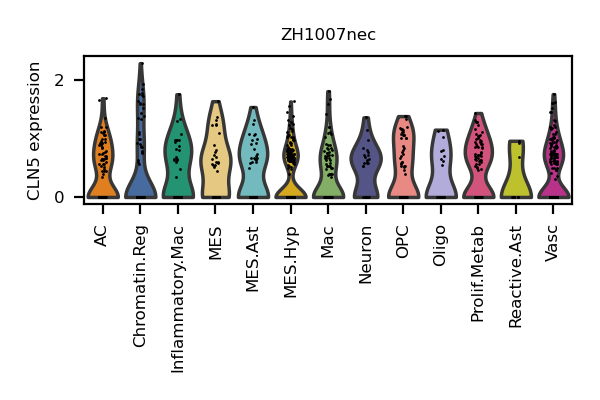 ZH1007nec
CLN5 expression
2
0
AC
Chromatin.Reg
Inflammatory.Mac
MES
MES.Ast
MES.Hyp
Mac
Neuron
OPC
Oligo
Prolif.Metab
Reactive.Ast
Vasc